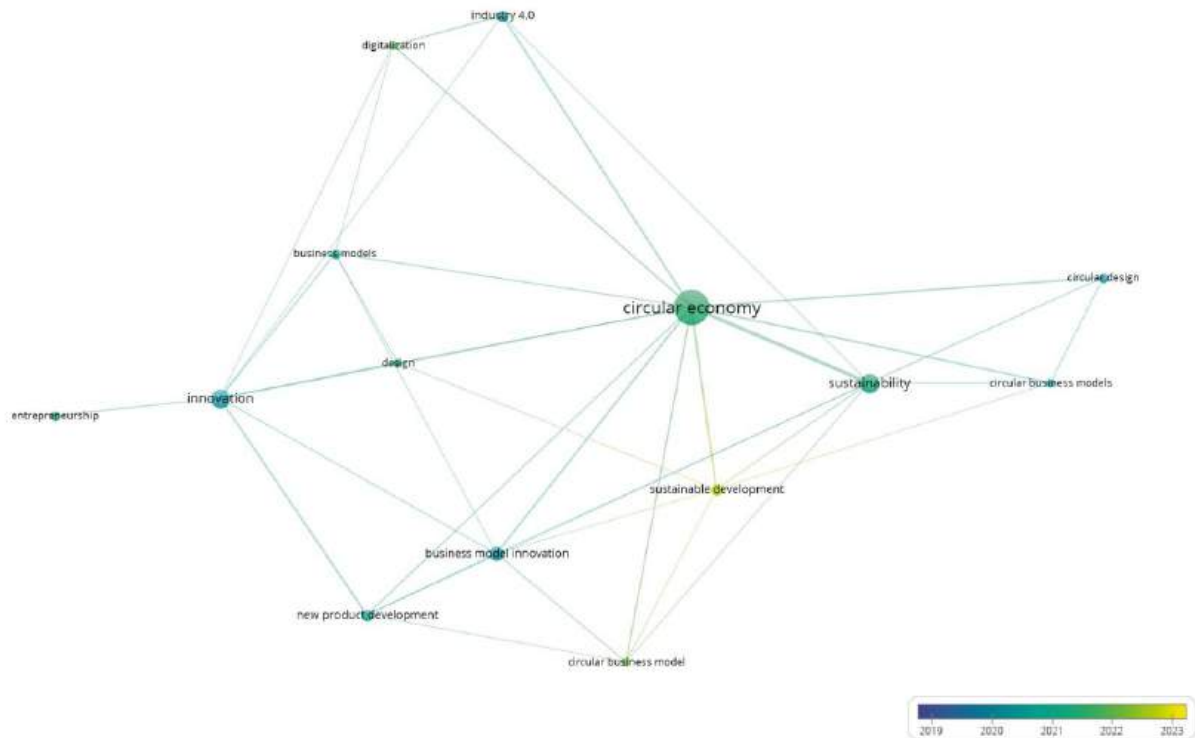 industry 4.0
digitalization
business models
circular design
circular economy
design
sustainability
circular business models
innovation
entrepreneurship
sustainable development
business model innovation
new product development
circular business model
2019 2020 2021 2022 2023